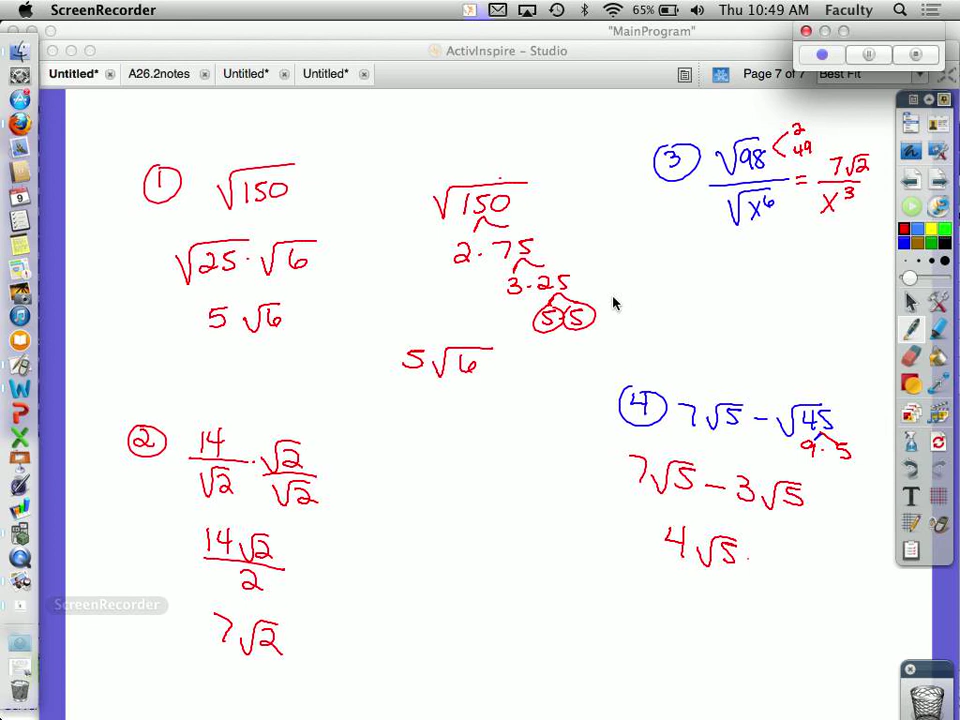 ScreenRecorder
65%
Thu 10:49 AM Faculty
"MainProgram"
ActivInspire - Studio
Untitled*
A26.2notes
Untitled*
Untitled*
Page 7 of 7
Best Fit
①
√150
√25 · √6
5 √6
√150
2 · 75
3 · 25
5 · 5
5√6
②
14/√2 · √2/√2
14√2/2
7√2
③
√98/√x⁶ = 7√2/x³
2
49
④
7√5 − √45
9 · 5
7√5 − 3√5
4√5
ScreenRecorder